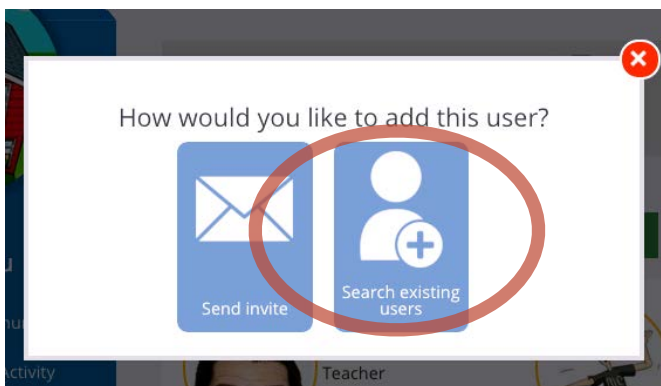 How would you like to add this user?
Send invite
Search existing
users
Activity
Teacher